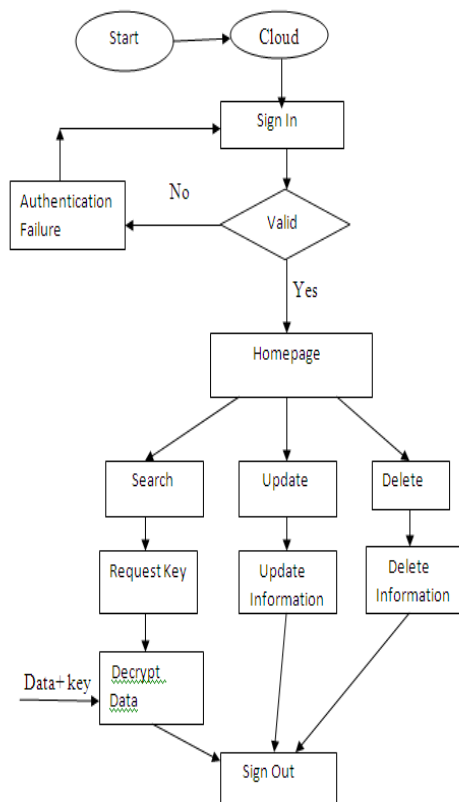 Start
Cloud
Sign In
No
Authentication
Failure
Valid
Yes
Homepage
Search
Update
Delete
Request Key
Update
Information
Delete
Information
Data+ key
Decrypt
Data
Sign Out